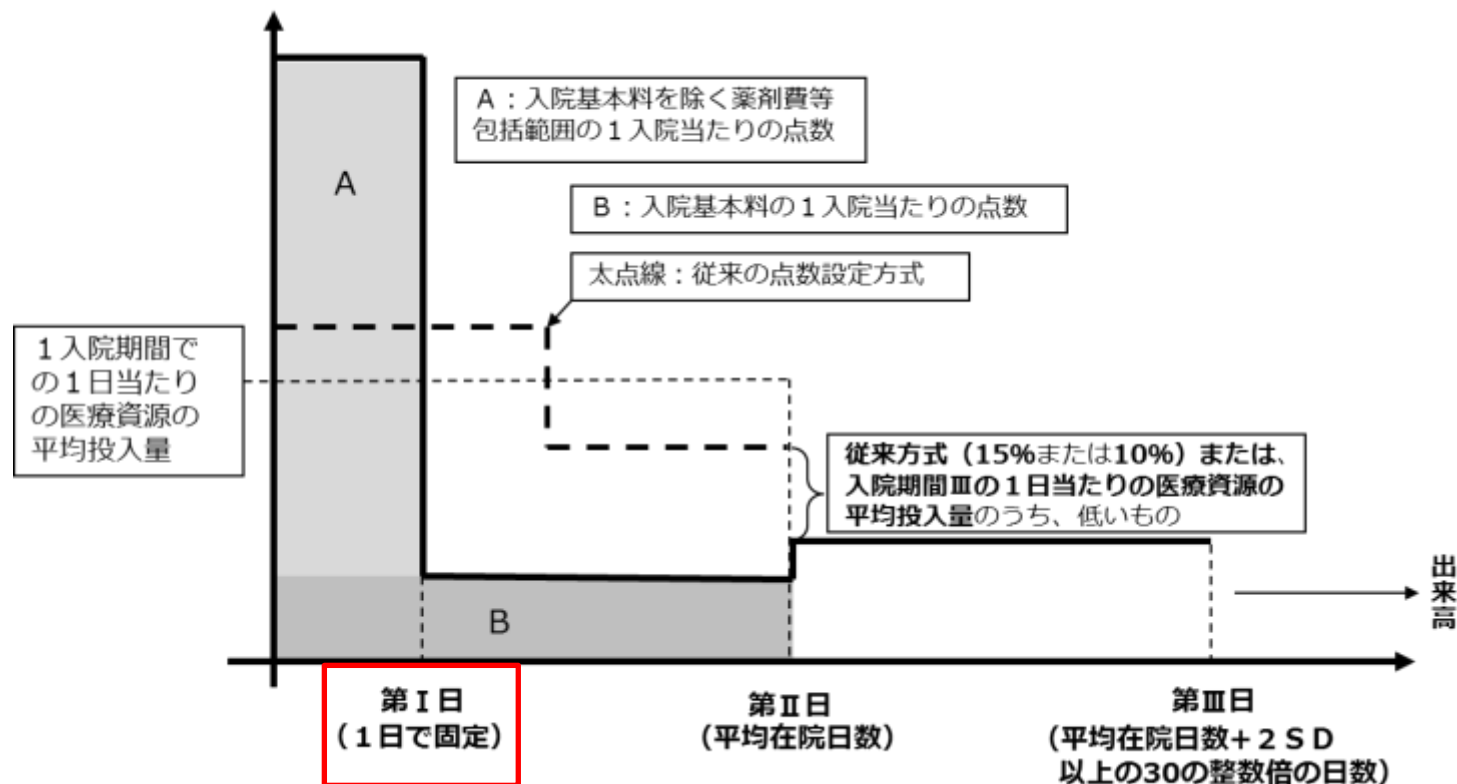 A：入院基本料を除く薬剤費等
包括範囲の１入院当たりの点数
A
B：入院基本料の１入院当たりの点数
太点線：従来の点数設定方式
１入院期間で
の１日当たり
の医療資源の
平均投入量
従来方式（15%または10%）または、
入院期間Ⅲの１日当たりの医療資源の
平均投入量のうち、低いもの
B
出来高
第Ⅰ日
（１日で固定）
第Ⅱ日
（平均在院日数）
第Ⅲ日
（平均在院日数＋２ＳＤ
以上の30の整数倍の日数）